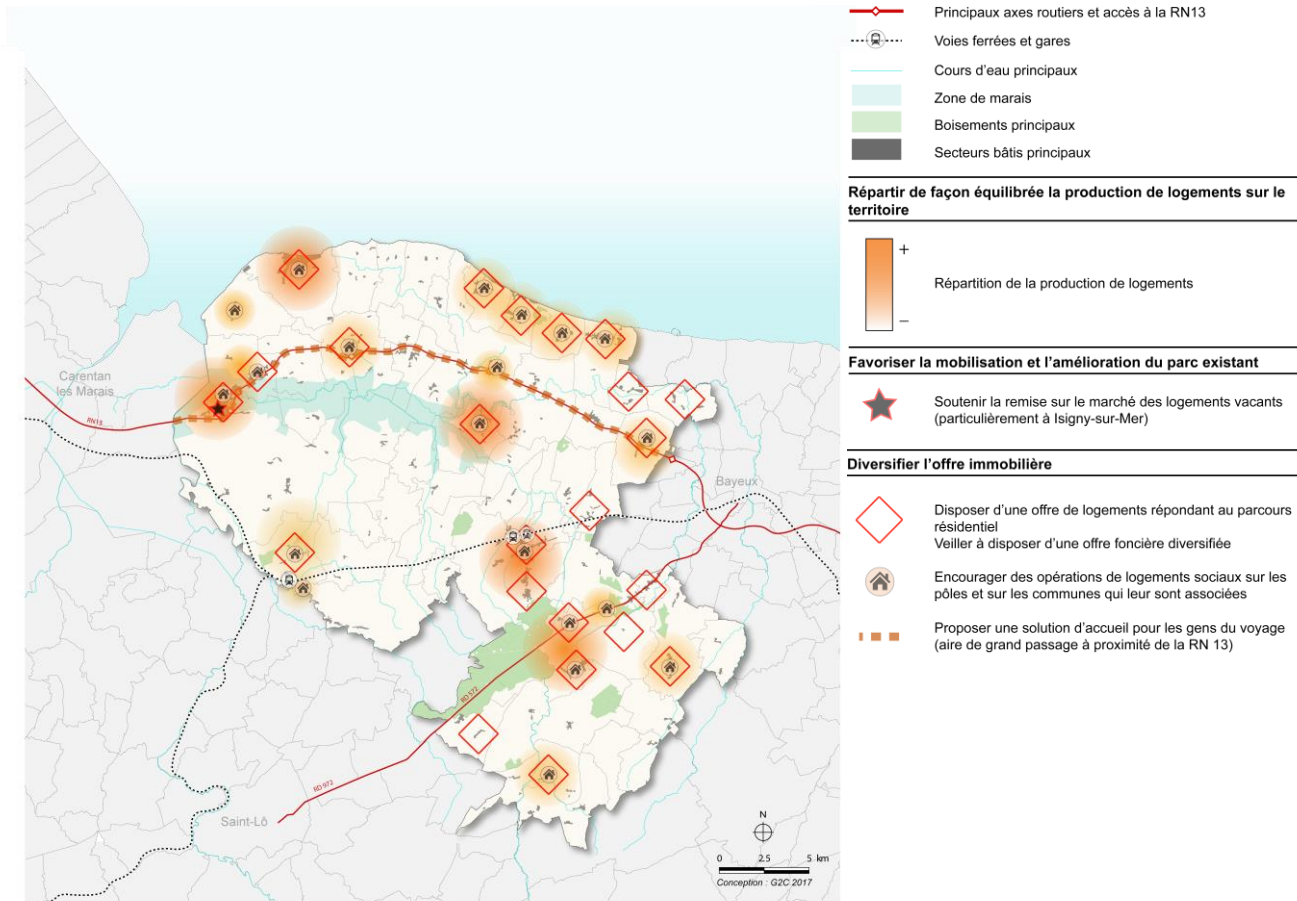 Principaux axes routiers et accès à la RN13
Voies ferrées et gares
Cours d'eau principaux
Zone de marais
Boisements principaux
Secteurs bâtis principaux
Répartir de façon équilibrée la production de logements sur le
territoire
+
Répartition de la production de logements
–
Favoriser la mobilisation et l'amélioration du parc existant
Soutenir la remise sur le marché des logements vacants
(particulièrement à Isigny-sur-Mer)
Diversifier l'offre immobilière
Disposer d'une offre de logements répondant au parcours
résidentiel
Veiller à disposer d'une offre foncière diversifiée
Encourager des opérations de logements sociaux sur les
pôles et sur les communes qui leur sont associées
Proposer une solution d'accueil pour les gens du voyage
(aire de grand passage à proximité de la RN 13)
Carentan
les Marais
RN13
Bayeux
RD 572
RD 972
Saint-Lô
N
0 2.5 5 km
Conception : G2C 2017